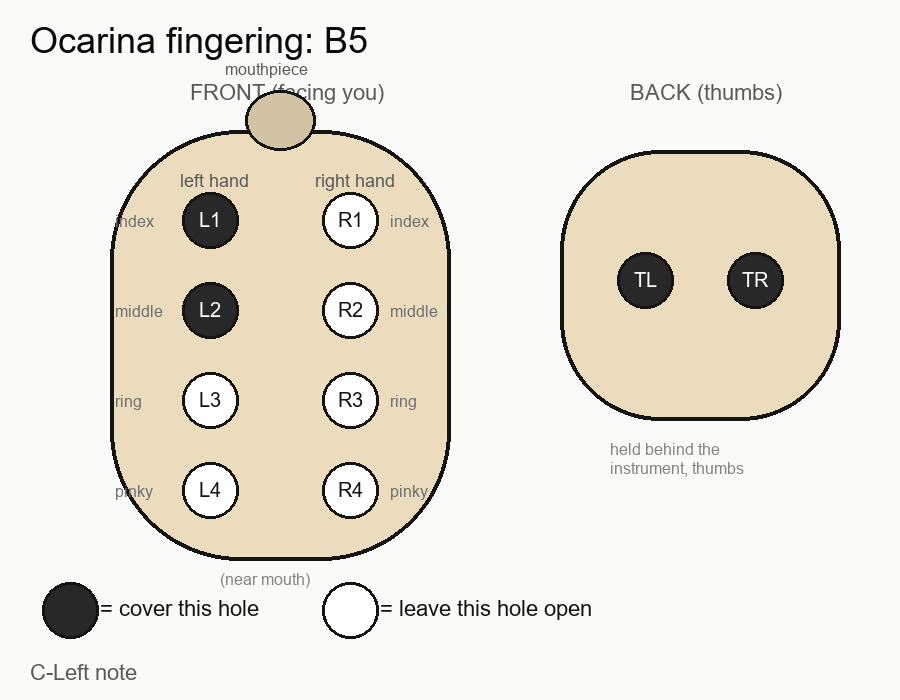 Ocarina fingering: B5
mouthpiece
FRONT (facing you)
BACK (thumbs)
left hand
right hand
index
L1
R1
index
middle
L2
R2
middle
TL
TR
ring
L3
R3
ring
pinky
L4
R4
pinky
held behind the
instrument, thumbs
(near mouth)
= cover this hole
= leave this hole open
C-Left note